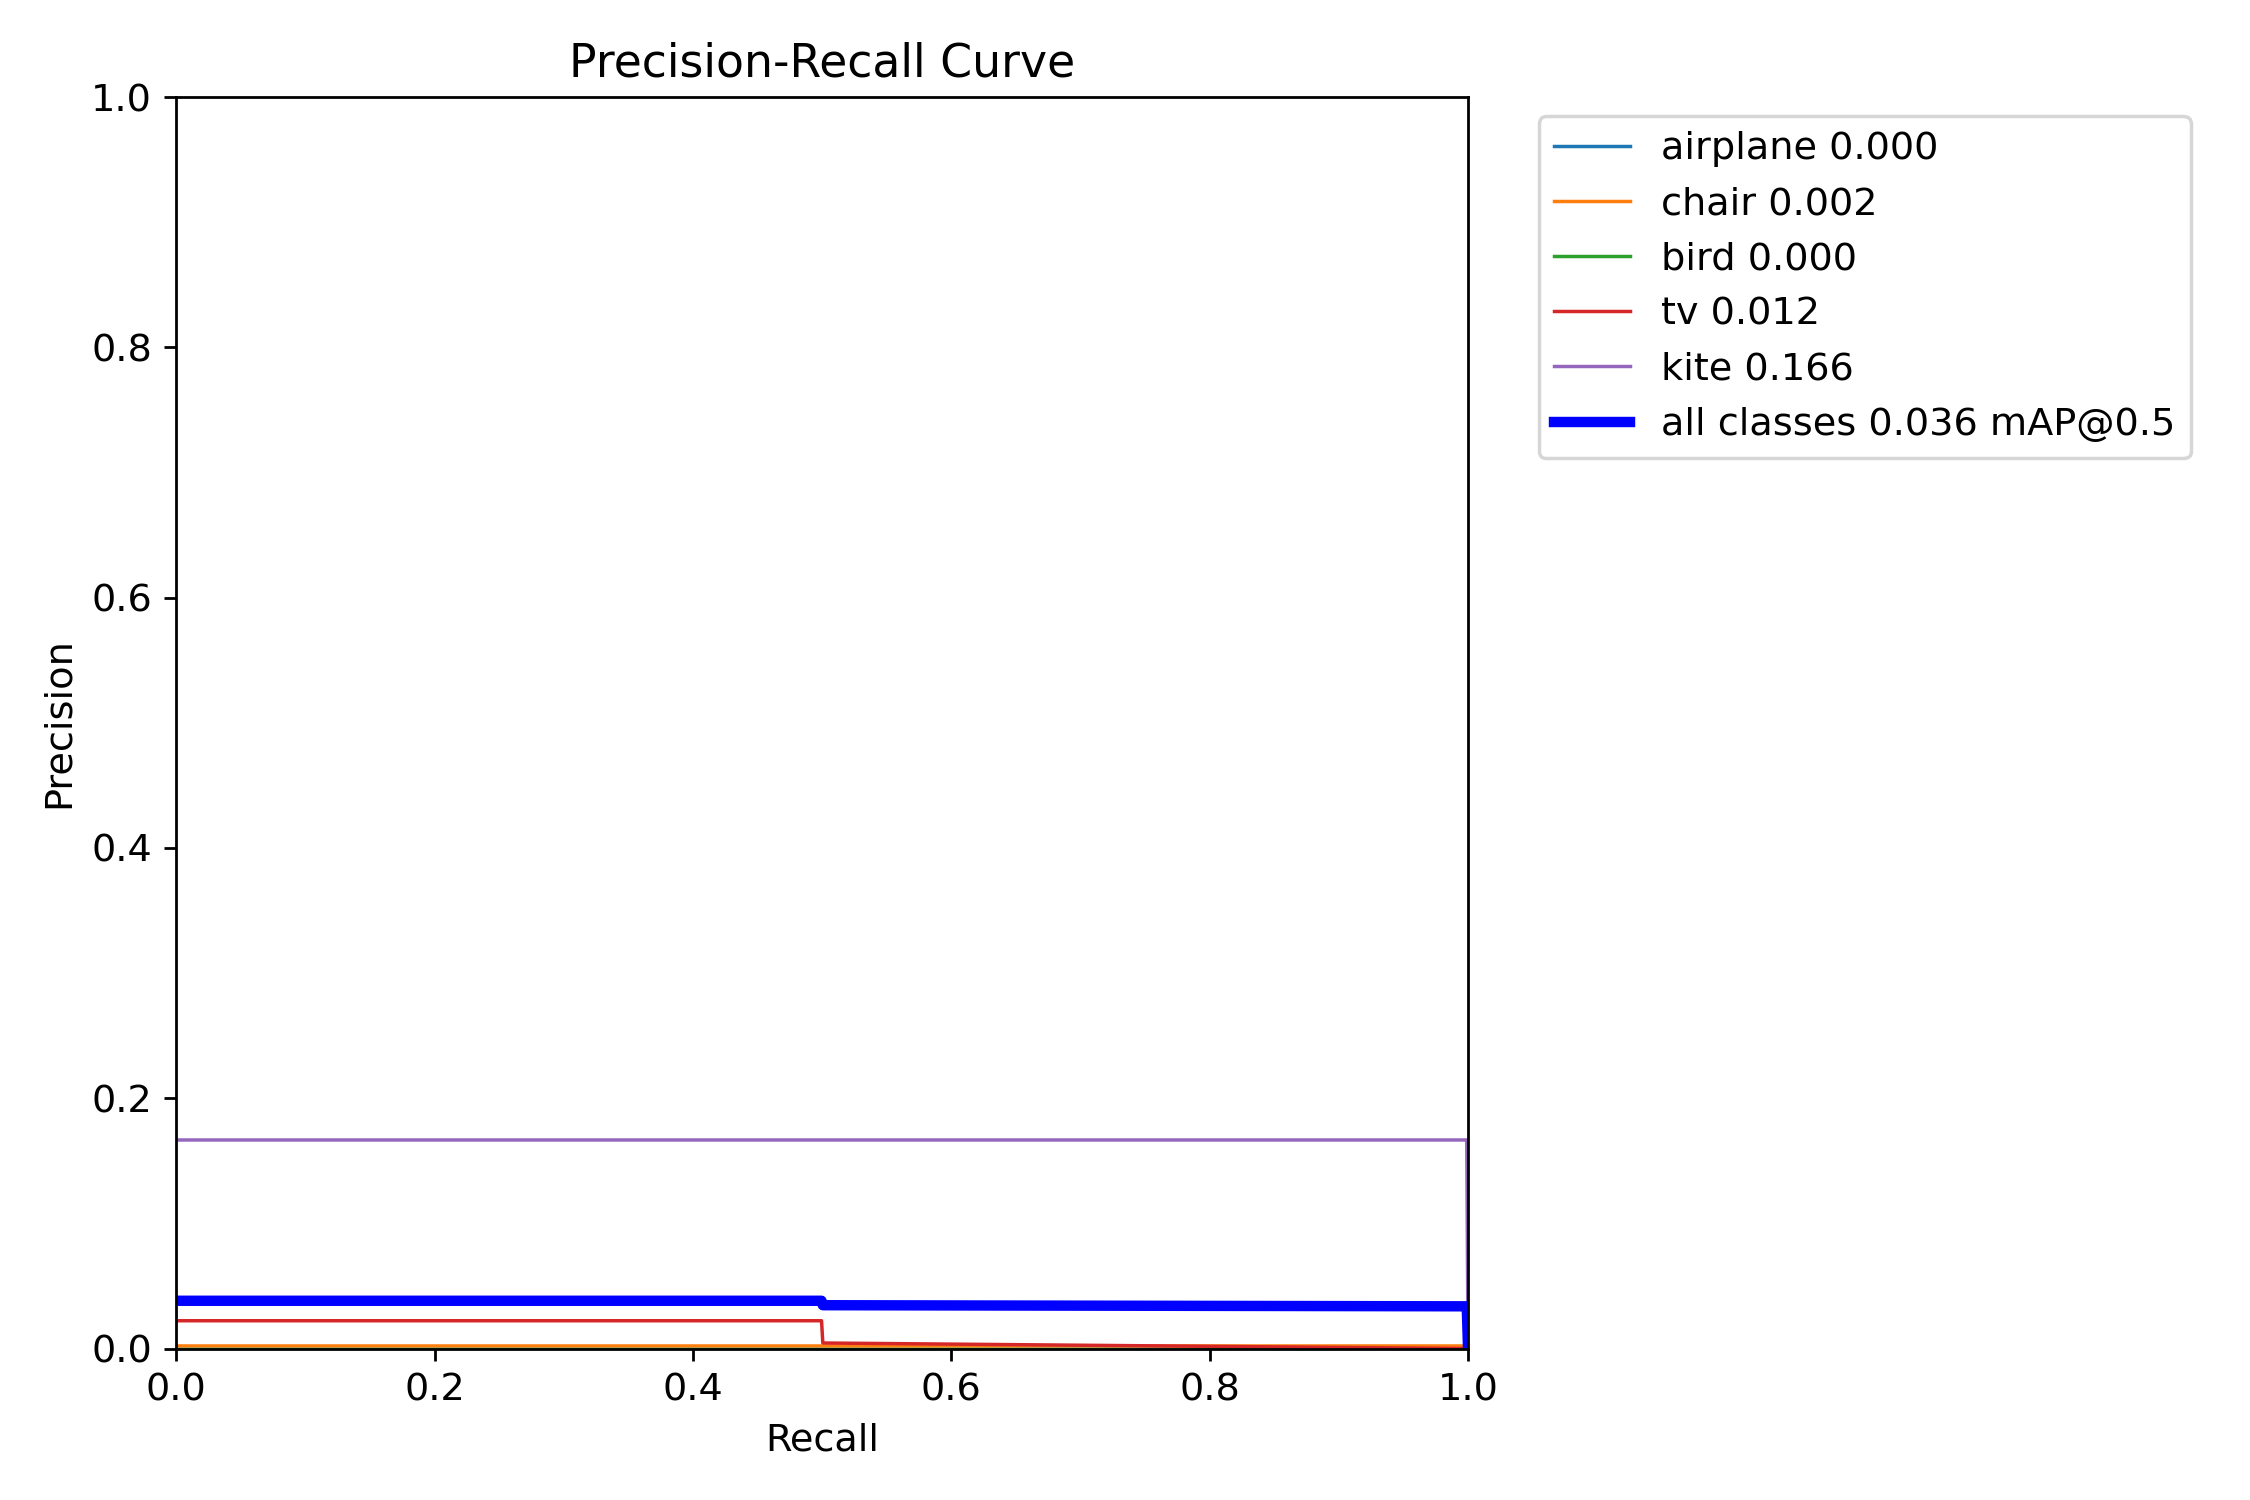 Precision-Recall Curve
1.0
0.8
0.6
0.4
0.2
0.0
Precision
0.0 0.2 0.4 0.6 0.8 1.0
Recall
airplane 0.000
chair 0.002
bird 0.000
tv 0.012
kite 0.166
all classes 0.036 mAP@0.5